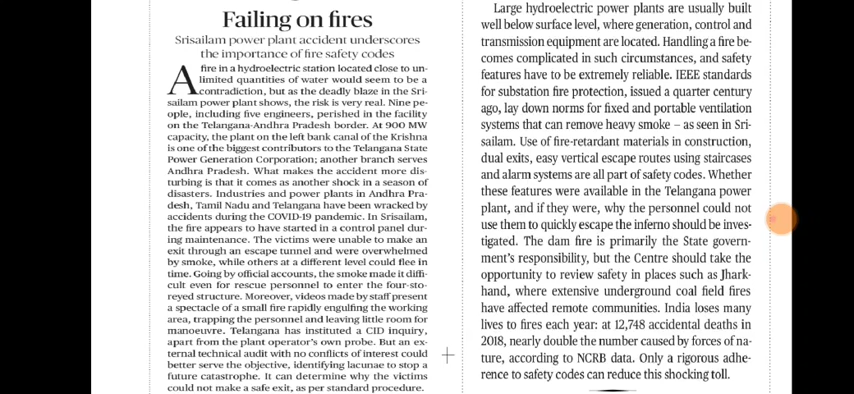 Failing on fires
Srisailam power plant accident underscores
the importance of fire safety codes
A fire in a hydroelectric station located close to un-
limited quantities of water would seem to be a
contradiction, but as the deadly blaze in the Sri-
sailam power plant shows, the risk is very real. Nine pe-
ople, including five engineers, perished in the facility
on the Telangana-Andhra Pradesh border. At 900 MW
capacity, the plant on the left bank canal of the Krishna
is one of the biggest contributors to the Telangana State
Power Generation Corporation; another branch serves
Andhra Pradesh. What makes the accident more dis-
turbing is that it comes as another shock in a season of
disasters. Industries and power plants in Andhra Pra-
desh, Tamil Nadu and Telangana have been wracked by
accidents during the COVID-19 pandemic. In Srisailam,
the fire appears to have started in a control panel dur-
ing maintenance. The victims were unable to make an
exit through an escape tunnel and were overwhelmed
by smoke, while others at a different level could flee in
time. Going by official accounts, the smoke made it diffi-
cult even for rescue personnel to enter the four-sto-
reyed structure. Moreover, videos made by staff present
a spectacle of a small fire rapidly engulfing the working
area, trapping the personnel and leaving little room for
manoeuvre. Telangana has instituted a CID inquiry,
apart from the plant operator's own probe. But an ex-
ternal technical audit with no conflicts of interest could
better serve the objective, identifying lacunae to stop a
future catastrophe. It can determine why the victims
could not make a safe exit, as per standard procedure.
Large hydroelectric power plants are usually built
well below surface level, where generation, control and
transmission equipment are located. Handling a fire be-
comes complicated in such circumstances, and safety
features have to be extremely reliable. IEEE standards
for substation fire protection, issued a quarter century
ago, lay down norms for fixed and portable ventilation
systems that can remove heavy smoke – as seen in Sri-
sailam. Use of fire-retardant materials in construction,
dual exits, easy vertical escape routes using staircases
and alarm systems are all part of safety codes. Whether
these features were available in the Telangana power
plant, and if they were, why the personnel could not
use them to quickly escape the inferno should be inves-
tigated. The dam fire is primarily the State govern-
ment's responsibility, but the Centre should take the
opportunity to review safety in places such as Jhark-
hand, where extensive underground coal field fires
have affected remote communities. India loses many
lives to fires each year: at 12,748 accidental deaths in
2018, nearly double the number caused by forces of na-
ture, according to NCRB data. Only a rigorous adhe-
rence to safety codes can reduce this shocking toll.